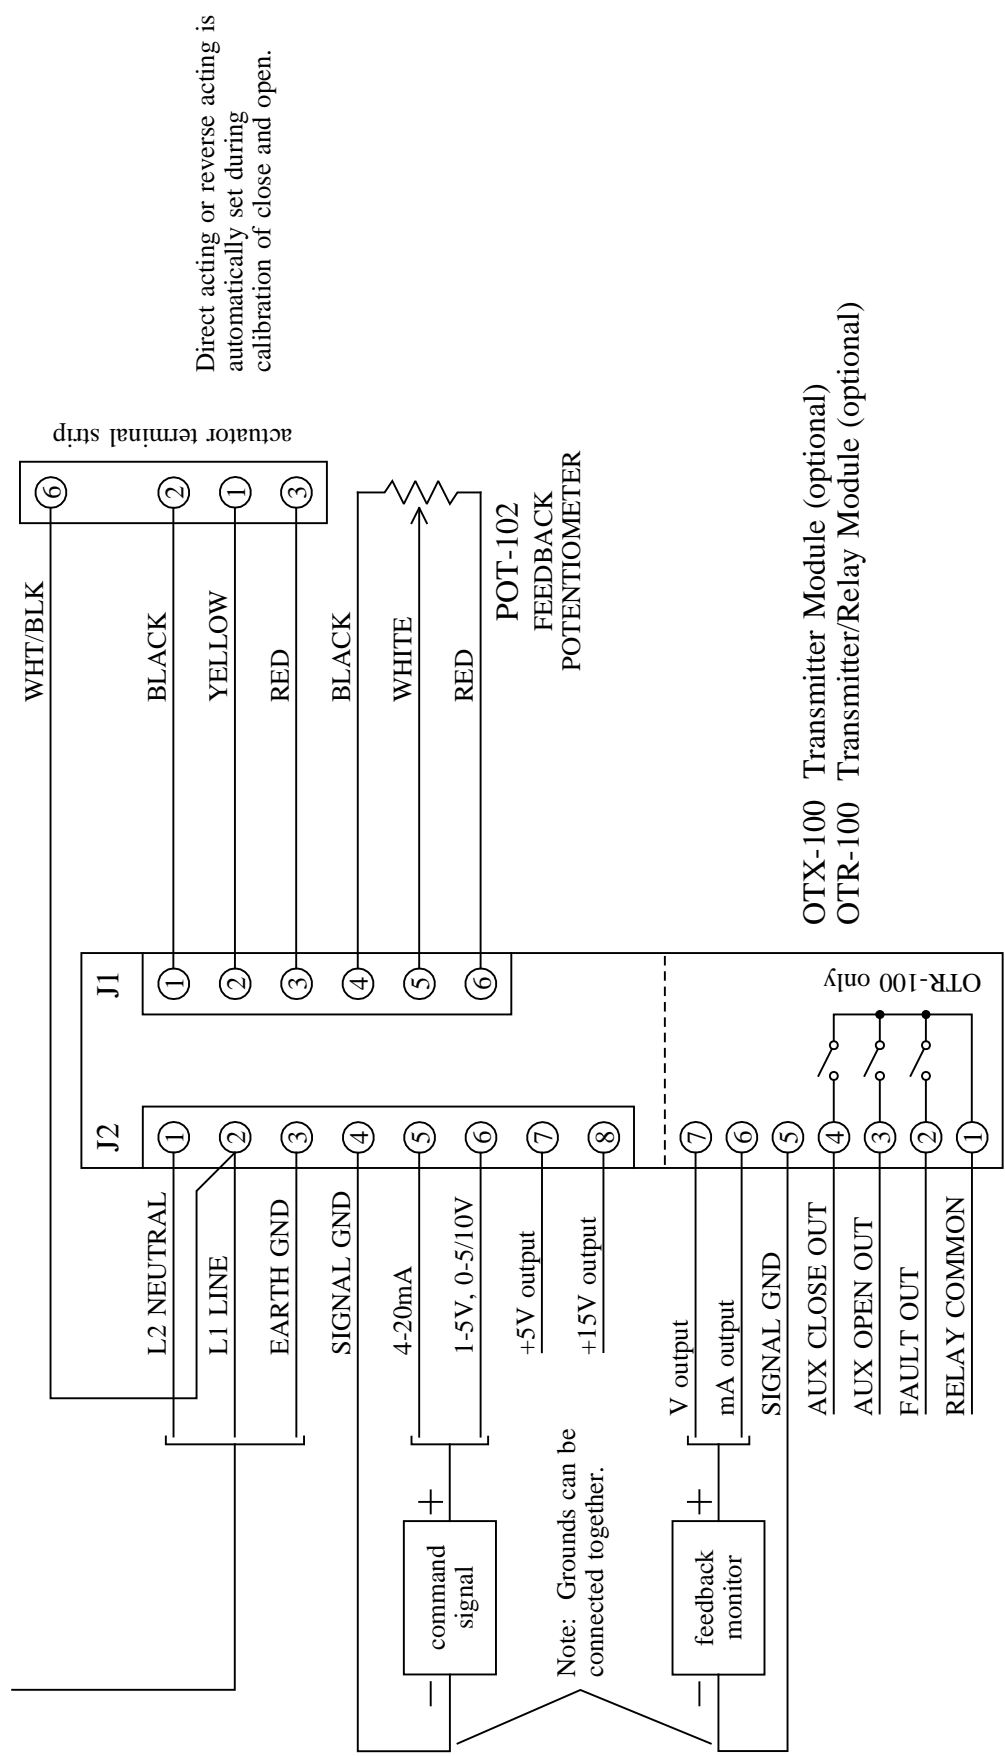 Direct acting or reverse acting is
automatically set during
calibration of close and open.
actuator terminal strip
6
2
1
3
WHT/BLK
BLACK
YELLOW
RED
BLACK
WHITE
RED
POT-102
FEEDBACK
POTENTIOMETER
OTX-100 Transmitter Module (optional)
OTR-100 Transmitter/Relay Module (optional)
J1
1
2
3
4
5
6
OTR-100 only
J2
1
2
3
4
5
6
7
8
7
6
5
4
3
2
1
L2 NEUTRAL
L1 LINE
EARTH GND
SIGNAL GND
4-20mA
1-5V, 0-5/10V
+5V output
+15V output
V output
mA output
SIGNAL GND
AUX CLOSE OUT
AUX OPEN OUT
FAULT OUT
RELAY COMMON
+
command
signal
−
Note: Grounds can be
connected together.
+
feedback
monitor
−